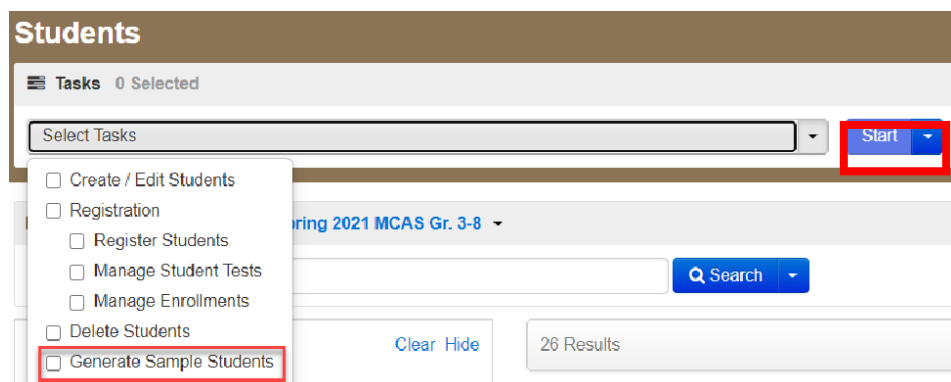 Students
Tasks 0 Selected
Select Tasks
Start
Create / Edit Students
Registration
Register Students
Manage Student Tests
Manage Enrollments
Delete Students
Generate Sample Students
pring 2021 MCAS Gr. 3-8
Search
Clear Hide
26 Results